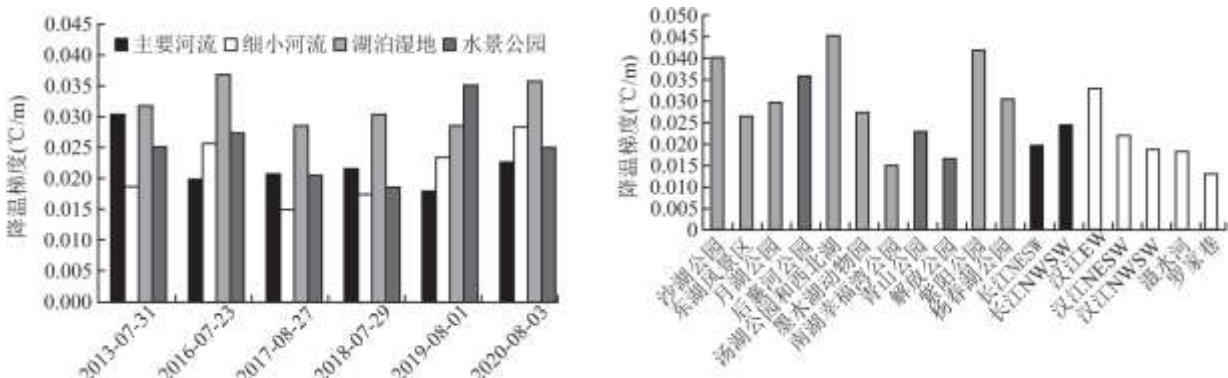 0.045
0.040
0.035
0.030
0.025
0.020
0.015
0.010
0.005
0.000
降温梯度(℃/m)
主要河流 细小河流 湖泊湿地 水景公园
2013-07-31
2016-07-23
2017-08-27
2018-07-29
2019-08-01
2020-08-03
0.050
0.045
0.040
0.035
0.030
0.025
0.020
0.015
0.010
0.005
0
降温梯度(℃/m)
沙湖公园
东湖风景区
月湖公园
后襄河公园
汤湖公园和西北湖
墨水湖动物园
南湖幸福湾公园
青山公园
解放公园
紫阳公园
杨春湖公园
长江NESW
长江NWSW
汉江EW
汉江NESW
汉江NWSW
滠水河